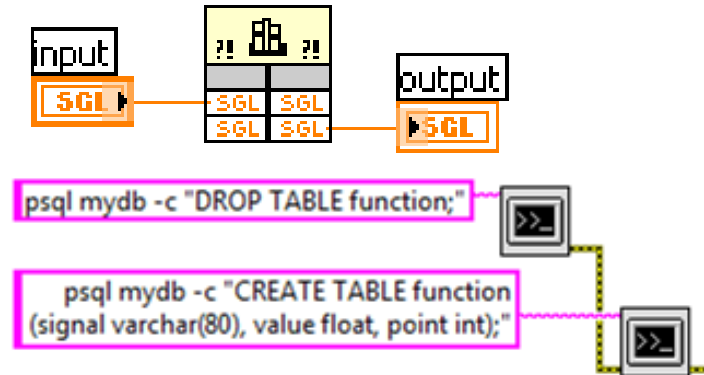 input
?! ?!
SGL
SGL SGL
SGL SGL
output
SGL
psql mydb -c "DROP TABLE function;"
>>_
psql mydb -c "CREATE TABLE function
(signal varchar(80), value float, point int);"
>>_